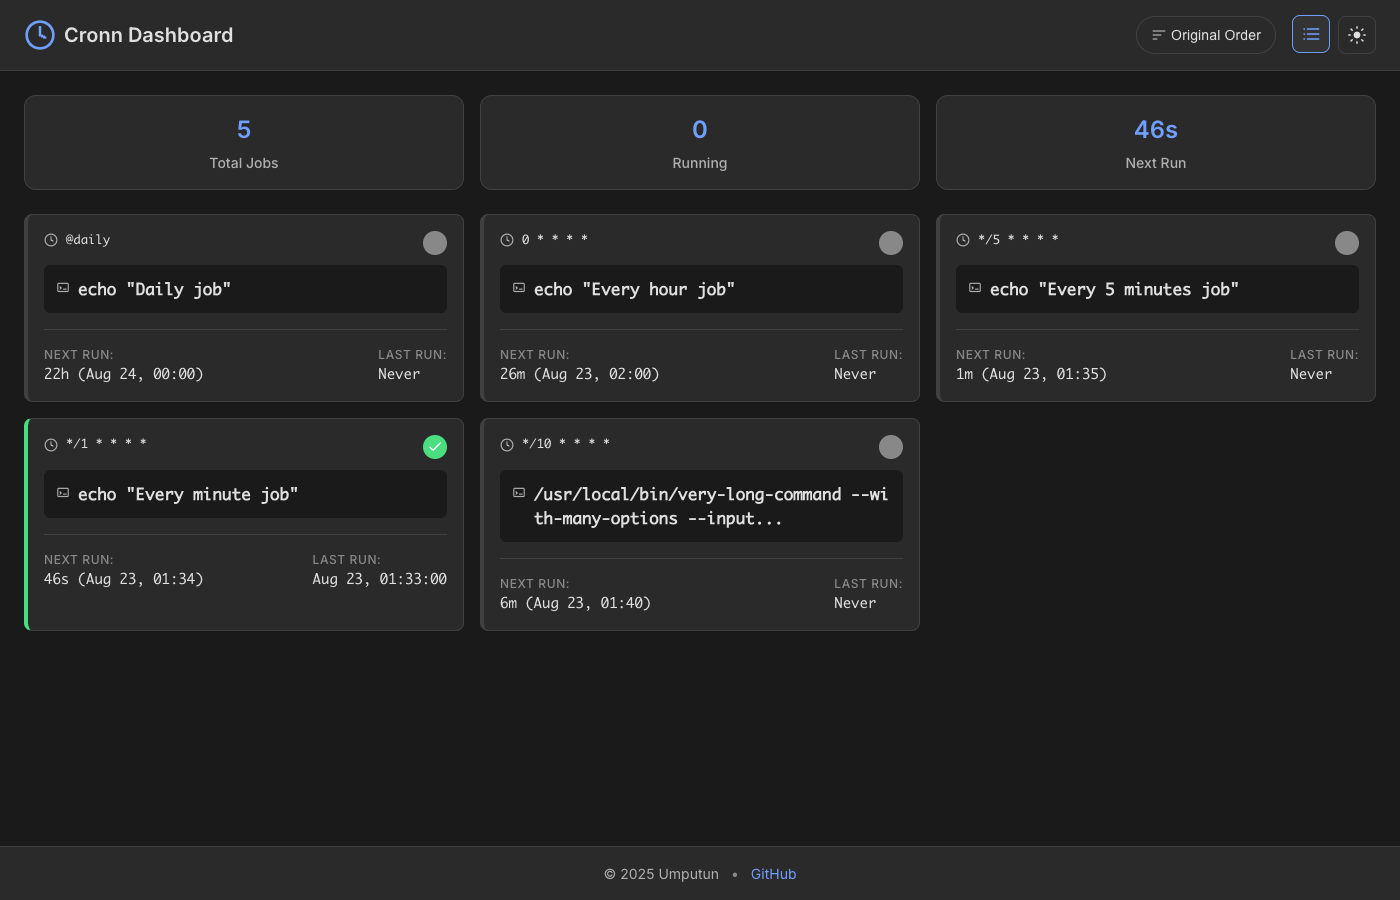 Cronn Dashboard
Original Order
5
Total Jobs
0
Running
46s
Next Run
@daily
echo "Daily job"
NEXT RUN:
22h (Aug 24, 00:00)
LAST RUN:
Never
0 * * * *
echo "Every hour job"
NEXT RUN:
26m (Aug 23, 02:00)
LAST RUN:
Never
*/5 * * * *
echo "Every 5 minutes job"
NEXT RUN:
1m (Aug 23, 01:35)
LAST RUN:
Never
*/1 * * * *
echo "Every minute job"
NEXT RUN:
46s (Aug 23, 01:34)
LAST RUN:
Aug 23, 01:33:00
*/10 * * * *
/usr/local/bin/very-long-command --wi
th-many-options --input...
NEXT RUN:
6m (Aug 23, 01:40)
LAST RUN:
Never
© 2025 Umputun • GitHub